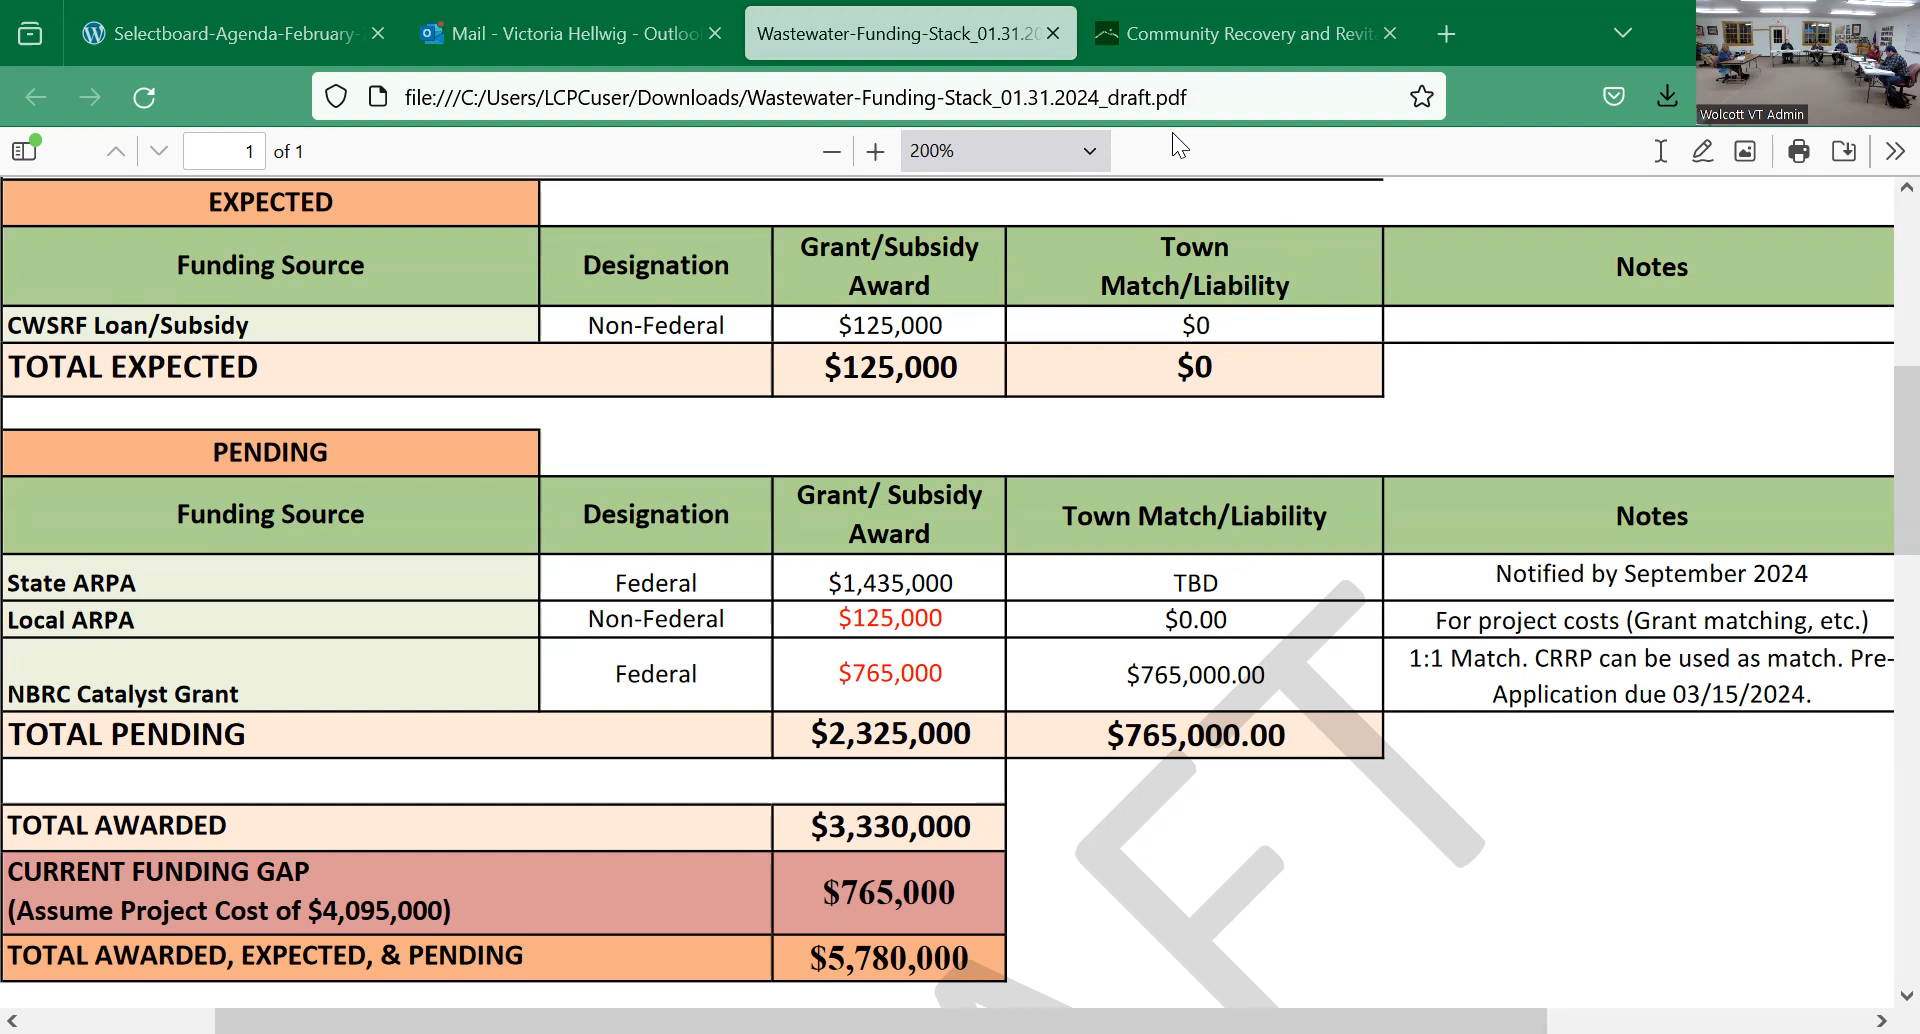 Selectboard-Agenda-February-
Mail - Victoria Hellwig - Outloo
Wastewater-Funding-Stack_01.31.20
Community Recovery and Revit
file:///C:/Users/LCPCuser/Downloads/Wastewater-Funding-Stack_01.31.2024_draft.pdf
Wolcott VT Admin
1 of 1
200%
EXPECTED
Funding Source
Designation
Grant/Subsidy
Award
Town
Match/Liability
Notes
CWSRF Loan/Subsidy
Non-Federal
$125,000
$0
TOTAL EXPECTED
$125,000
$0
PENDING
Funding Source
Designation
Grant/ Subsidy
Award
Town Match/Liability
Notes
State ARPA
Federal
$1,435,000
TBD
Notified by September 2024
Local ARPA
Non-Federal
$125,000
$0.00
For project costs (Grant matching, etc.)
NBRC Catalyst Grant
Federal
$765,000
$765,000.00
1:1 Match. CRRP can be used as match. Pre-
Application due 03/15/2024.
TOTAL PENDING
$2,325,000
$765,000.00
TOTAL AWARDED
$3,330,000
CURRENT FUNDING GAP
(Assume Project Cost of $4,095,000)
$765,000
TOTAL AWARDED, EXPECTED, & PENDING
$5,780,000